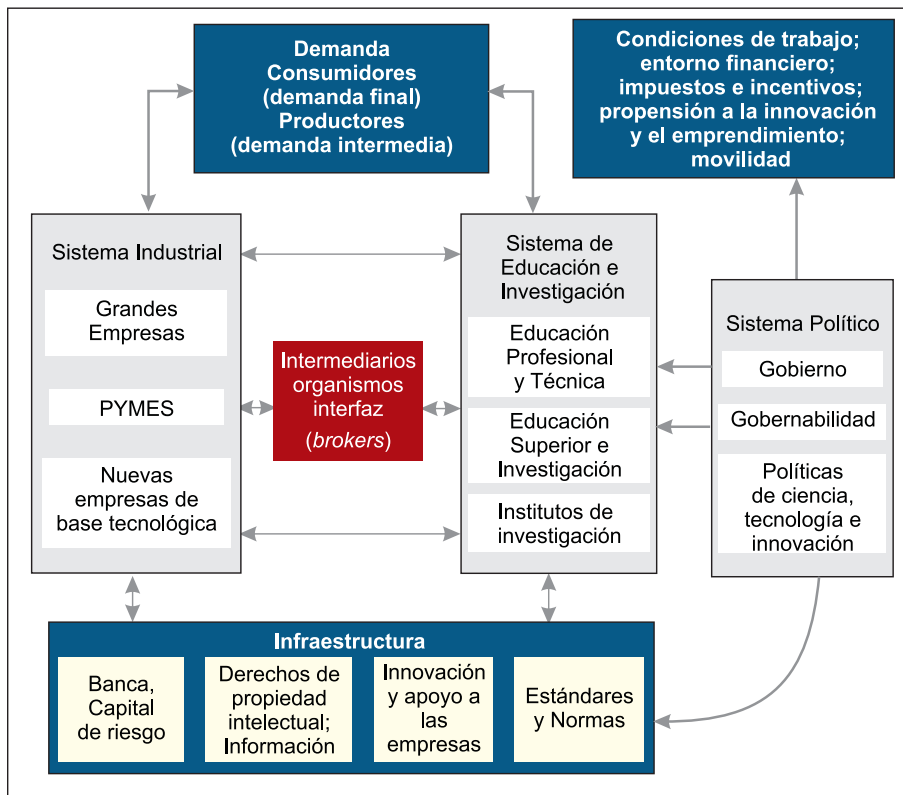 Demanda
Consumidores
(demanda final)
Productores
(demanda intermedia)
Condiciones de trabajo;
entorno financiero;
impuestos e incentivos;
propensión a la innovación
y el emprendimiento;
movilidad
Sistema Industrial
Grandes
Empresas
PYMES
Nuevas
empresas de
base tecnológica
Intermediarios
organismos
interfaz
(brokers)
Sistema de
Educación e
Investigación
Educación
Profesional
y Técnica
Educación
Superior e
Investigación
Institutos de
investigación
Sistema Político
Gobierno
Gobernabilidad
Políticas
de ciencia,
tecnología e
innovación
Infraestructura
Banca,
Capital
de riesgo
Derechos de
propiedad
intelectual;
Información
Innovación
y apoyo a
las
empresas
Estándares
y Normas